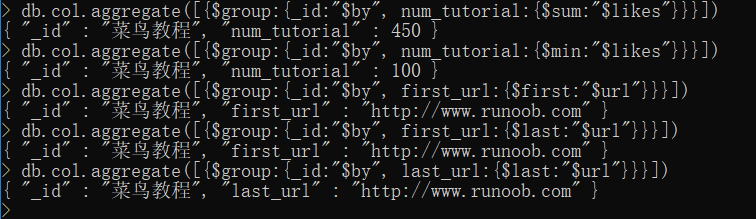 > db.col.aggregate([{$group:{_id:"$by", num_tutorial:{$sum:"$likes"}}}])
{ "_id" : "菜鸟教程", "num_tutorial" : 450 }
> db.col.aggregate([{$group:{_id:"$by", num_tutorial:{$min:"$likes"}}}])
{ "_id" : "菜鸟教程", "num_tutorial" : 100 }
> db.col.aggregate([{$group:{_id:"$by", first_url:{$first:"$url"}}}])
{ "_id" : "菜鸟教程", "first_url" : "http://www.runoob.com" }
> db.col.aggregate([{$group:{_id:"$by", first_url:{$last:"$url"}}}])
{ "_id" : "菜鸟教程", "first_url" : "http://www.runoob.com" }
> db.col.aggregate([{$group:{_id:"$by", last_url:{$last:"$url"}}}])
{ "_id" : "菜鸟教程", "last_url" : "http://www.runoob.com" }
>